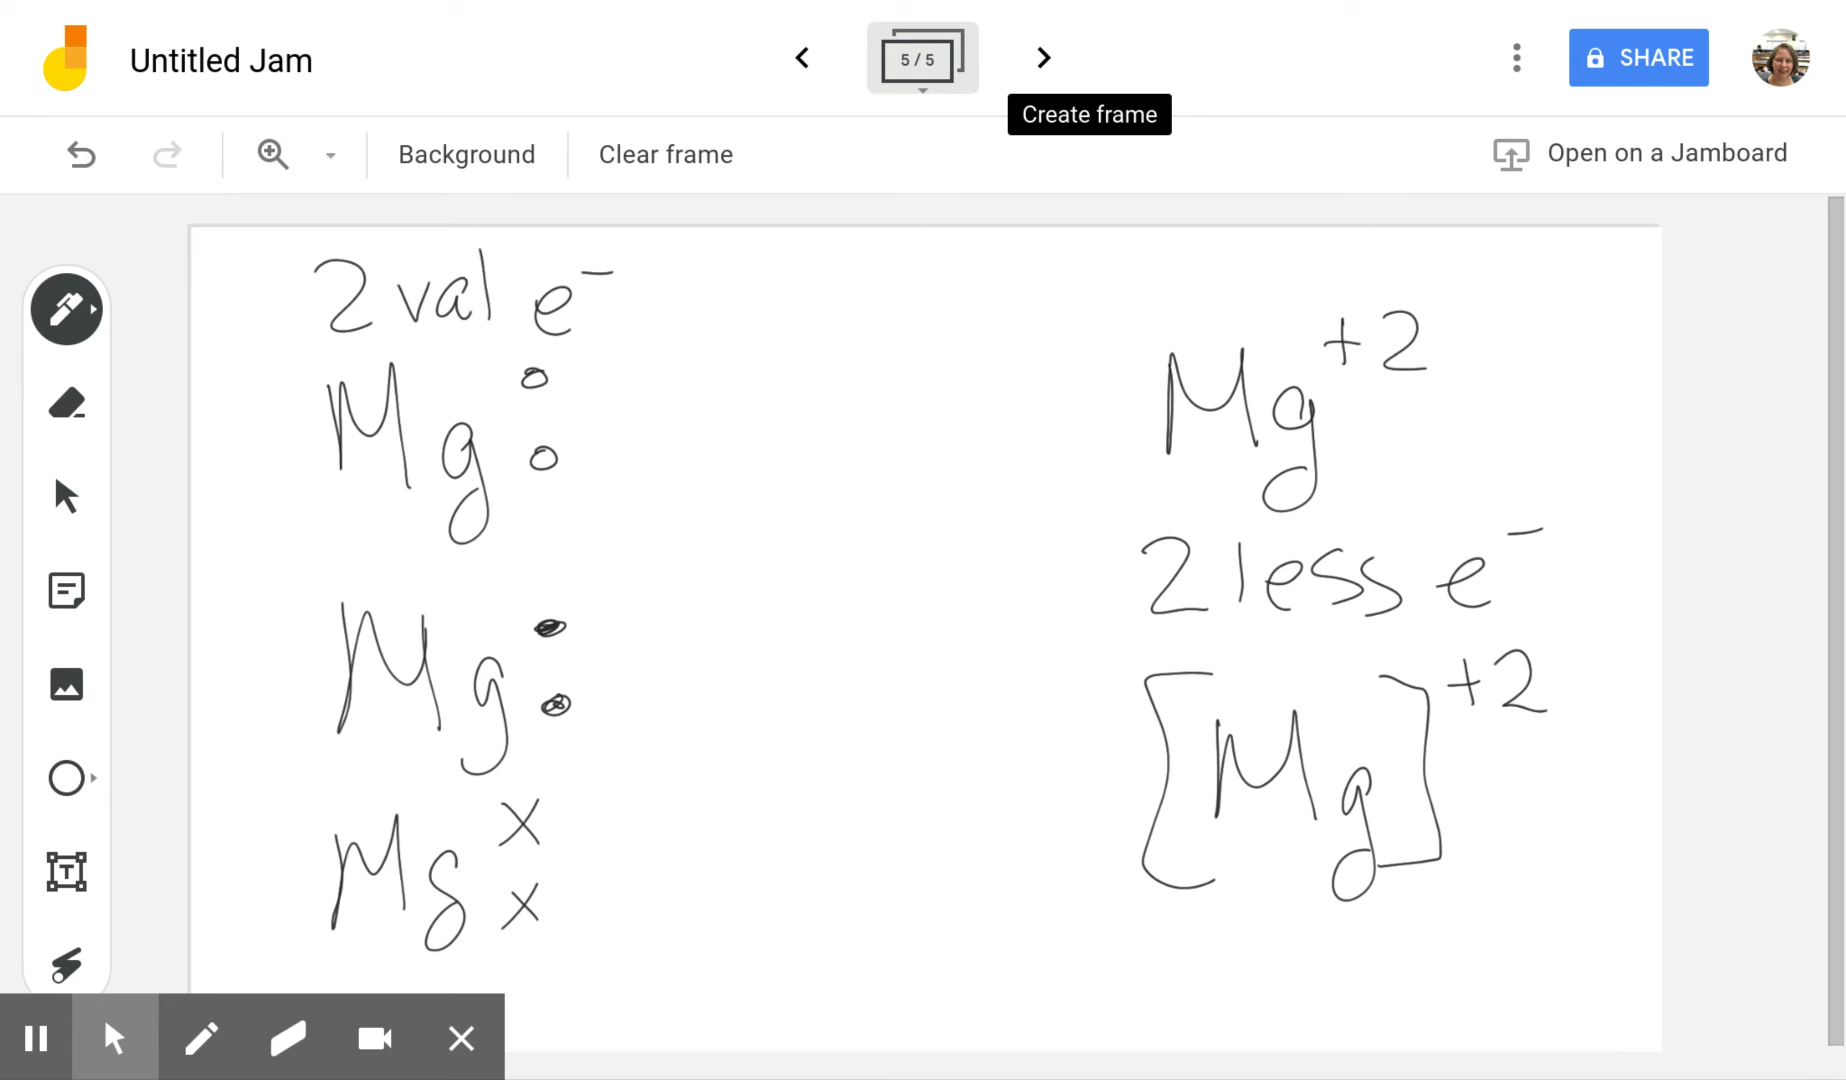 Untitled Jam
5 / 5
SHARE
Create frame
Background
Clear frame
Open on a Jamboard
2 val e⁻
Mg
Mg
Mg x x
Mg⁺²
2 less e⁻
[Mg]⁺²